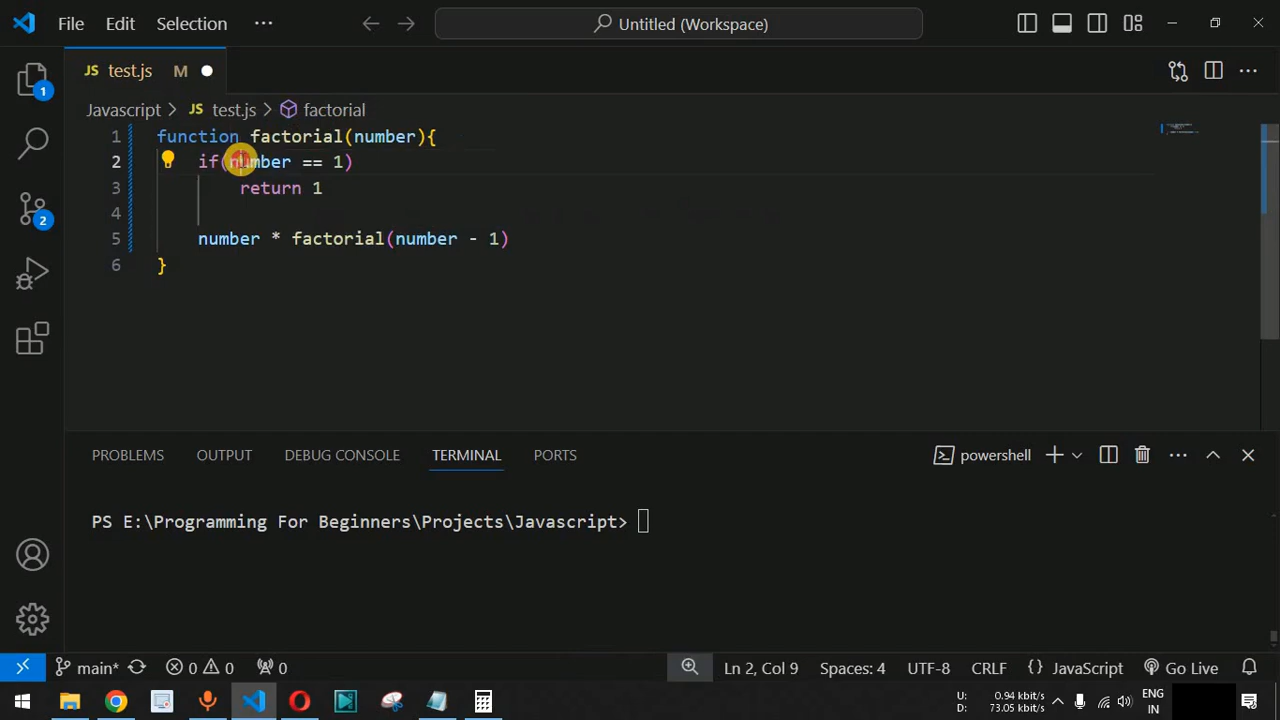 File Edit Selection ··· Untitled (Workspace)
JS test.js M
Javascript > JS test.js > factorial
1 function factorial(number){
2 if(number == 1)
3 return 1
4
5 number * factorial(number - 1)
6 }
1
2
PROBLEMS OUTPUT DEBUG CONSOLE TERMINAL PORTS powershell
PS E:\Programming For Beginners\Projects\Javascript>
main* 0 0 0 Ln 2, Col 9 Spaces: 4 UTF-8 CRLF {} JavaScript Go Live
U: 0.94 kbit/s
D: 73.05 kbit/s
ENG
IN